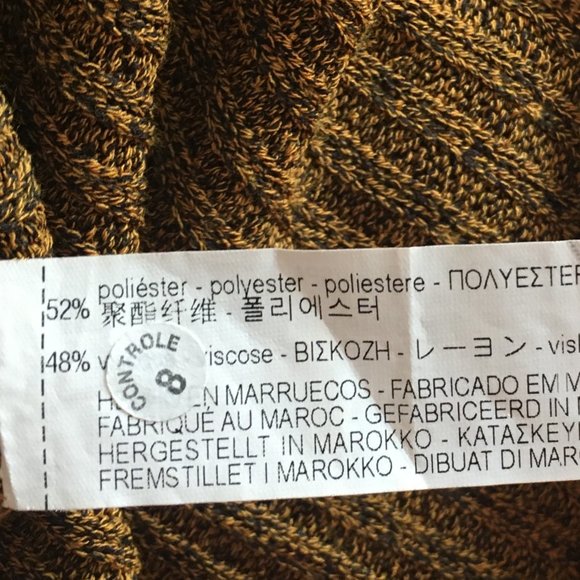 52% poliéster - polyester - poliestere - ΠΟΛΥΕΣΤΕΡ
聚酯纤维 - 폴리에스터
48% viscose - ΒΙΣΚΟΖΗ - レーヨン -
CONTROLE
8
EN MARRUECOS - FABRICADO EM
FABRIQUÉ AU MAROC - GEFABRICEERD IN
HERGESTELLT IN MAROKKO -
FREMSTILLET I MAROKKO - DIBUAT DI